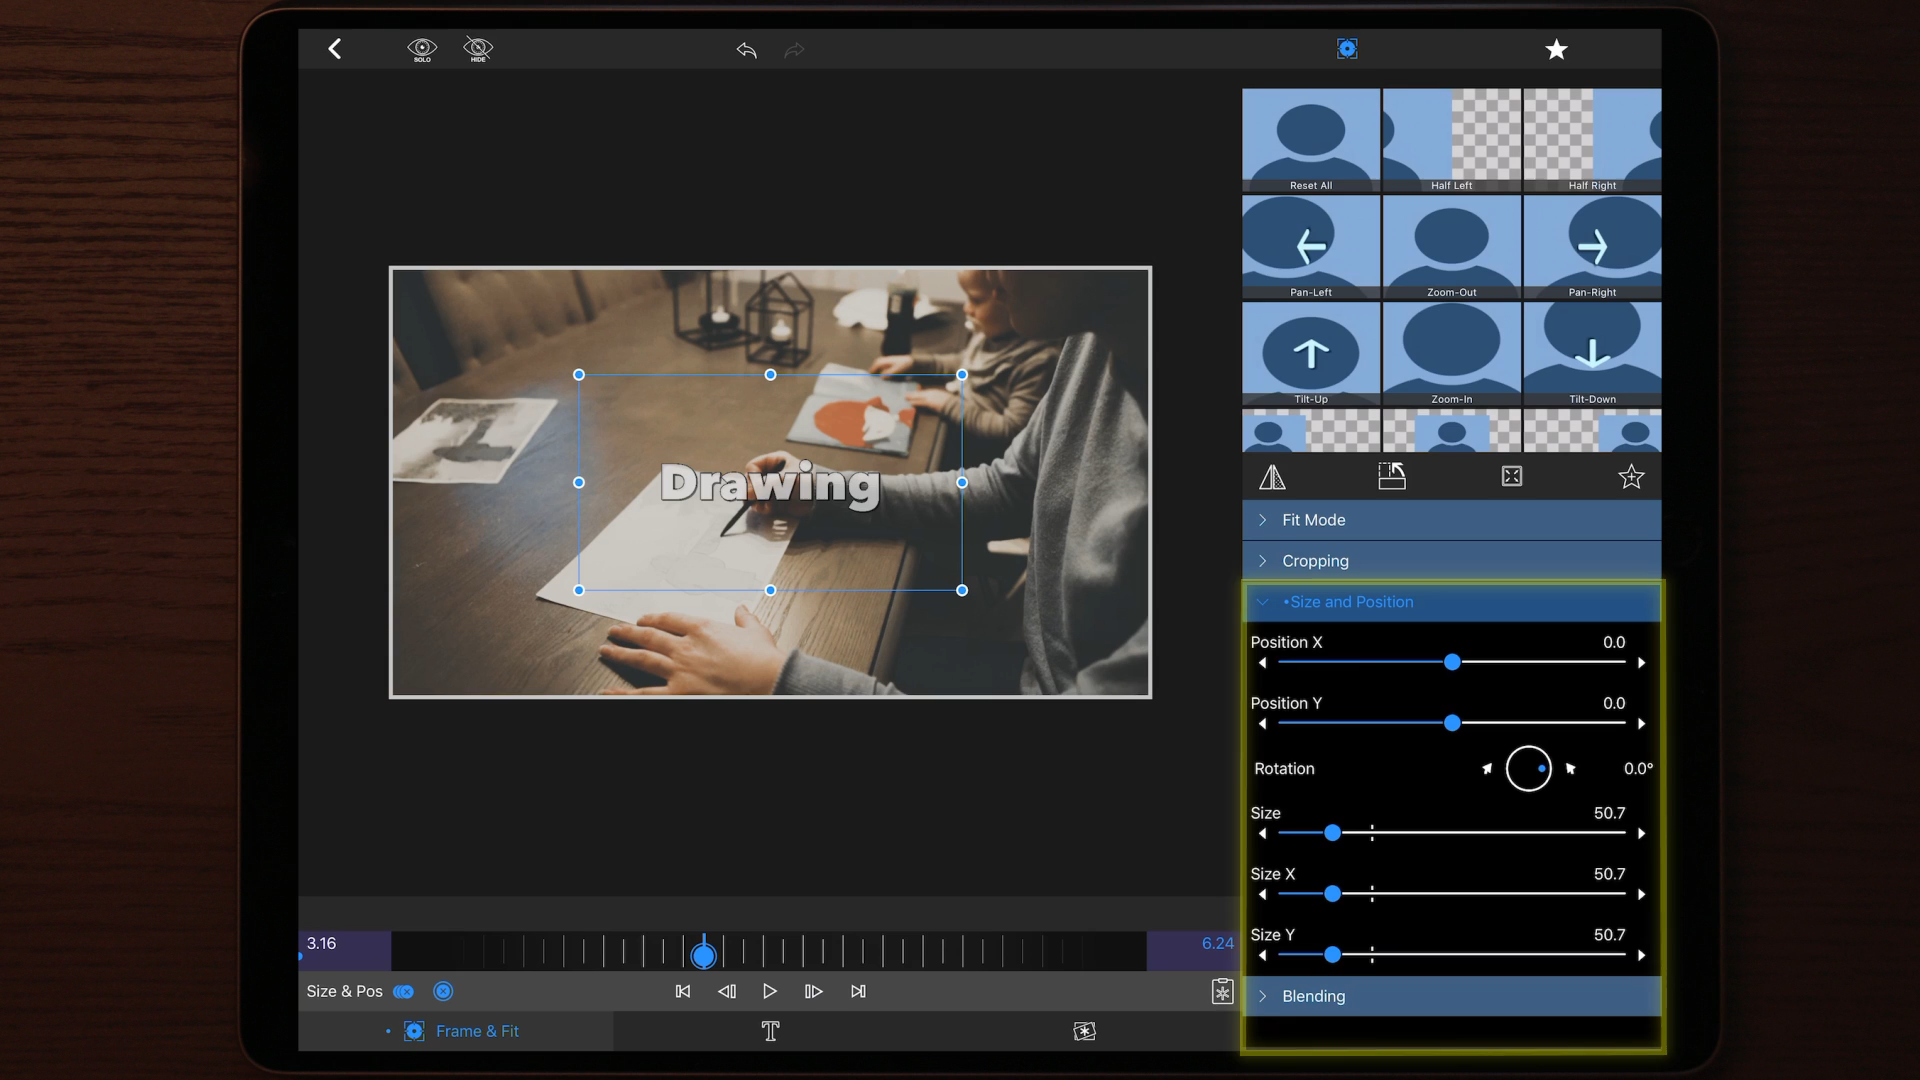 SOLO
HIDE
Reset All
Half Left
Half Right
Pan-Left
Zoom-Out
Pan-Right
Tilt-Up
Zoom-In
Tilt-Down
Drawing
Fit Mode
Cropping
•Size and Position
Position X 0.0
Position Y 0.0
Rotation 0.0°
Size 50.7
Size X 50.7
Size Y 50.7
Blending
3.16
6.24
Size & Pos
• Frame & Fit